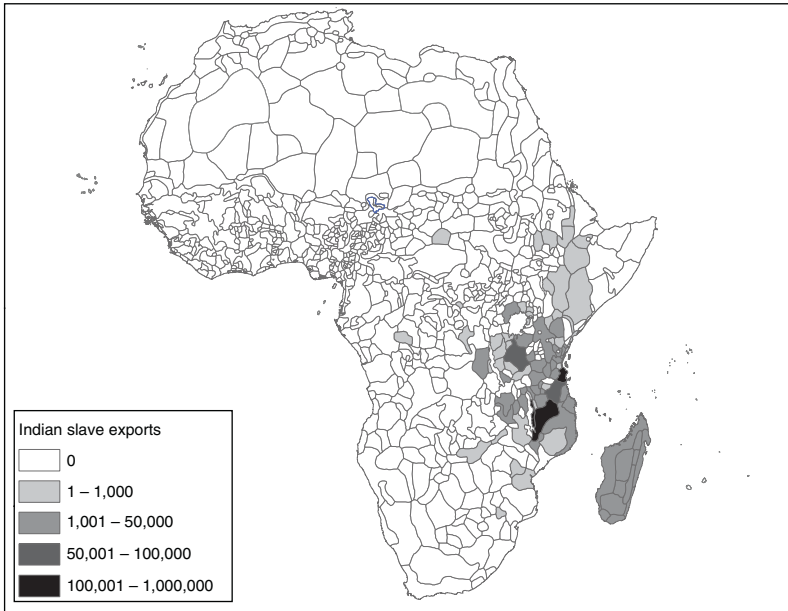 Indian slave exports
0
1 – 1,000
1,001 – 50,000
50,001 – 100,000
100,001 – 1,000,000